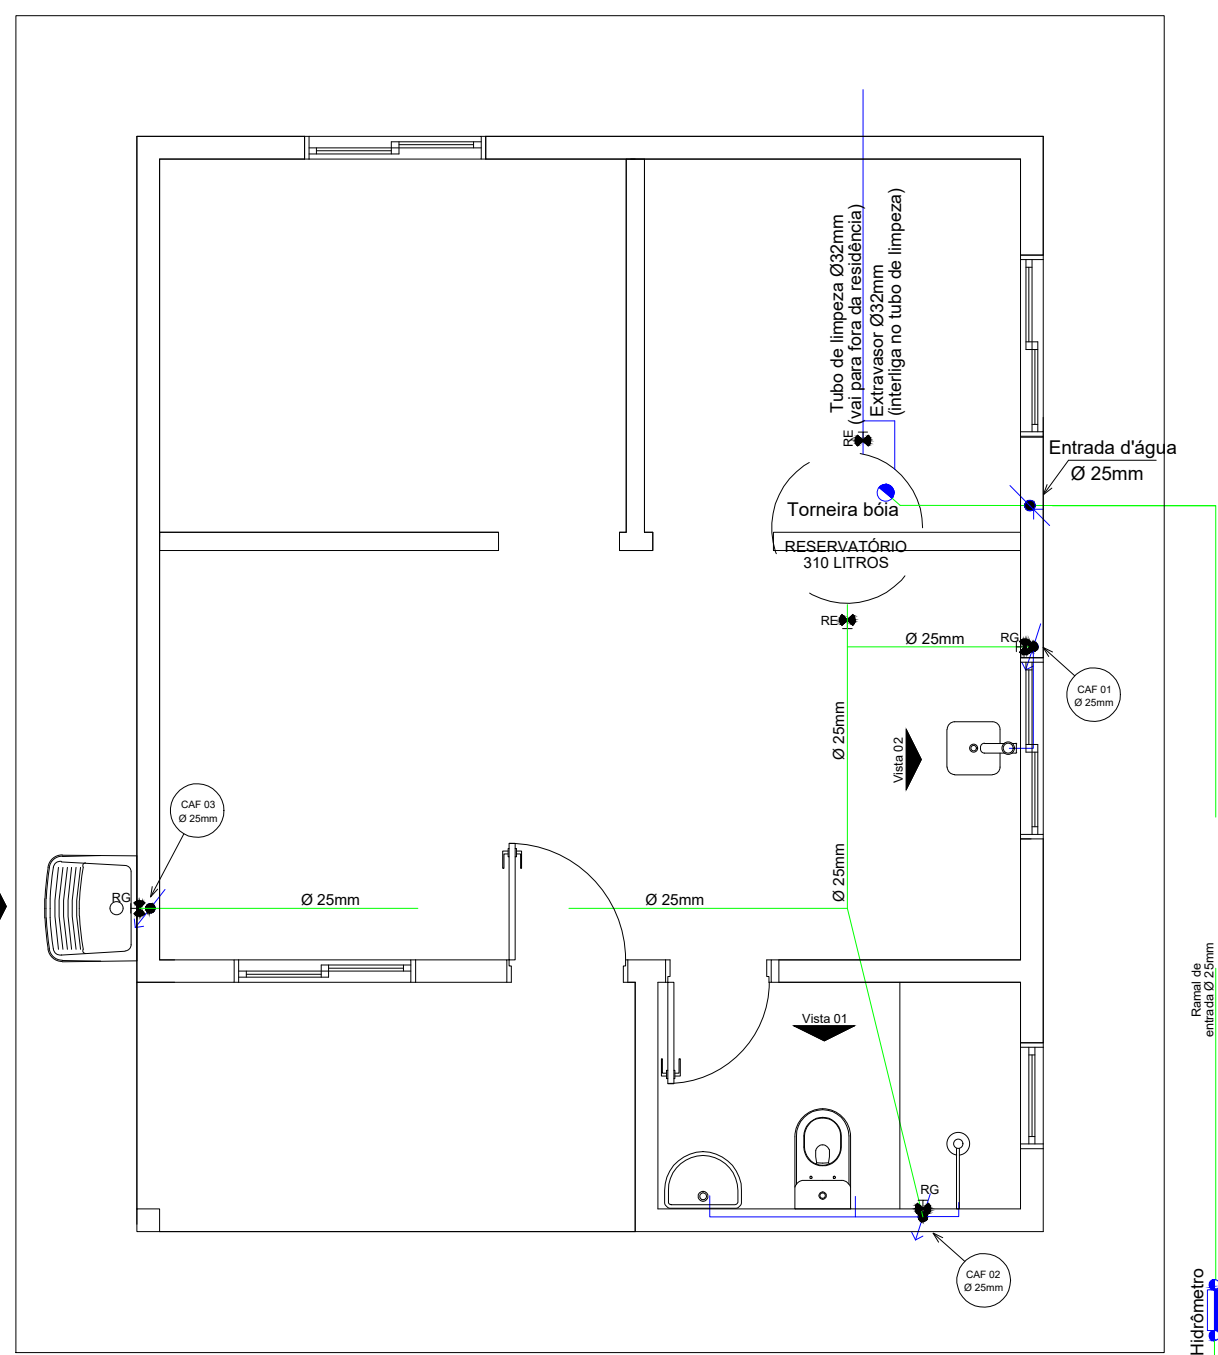 Tubo de limpeza Ø32mm
(vai para fora da residência)
Extravasor Ø32mm
(interliga no tubo de limpeza)
RE
Entrada d'água
Ø 25mm
Torneira bóia
RESERVATÓRIO
310 LITROS
RE
Ø 25mm
RG
CAF 01
Ø 25mm
Ø 25mm
Vista 02
CAF 03
Ø 25mm
Ø 25mm
RG
Ø 25mm
Ø 25mm
Ramal de
entrada Ø 25mm
Vista 01
RG
CAF 02
Ø 25mm
Hidrômetro